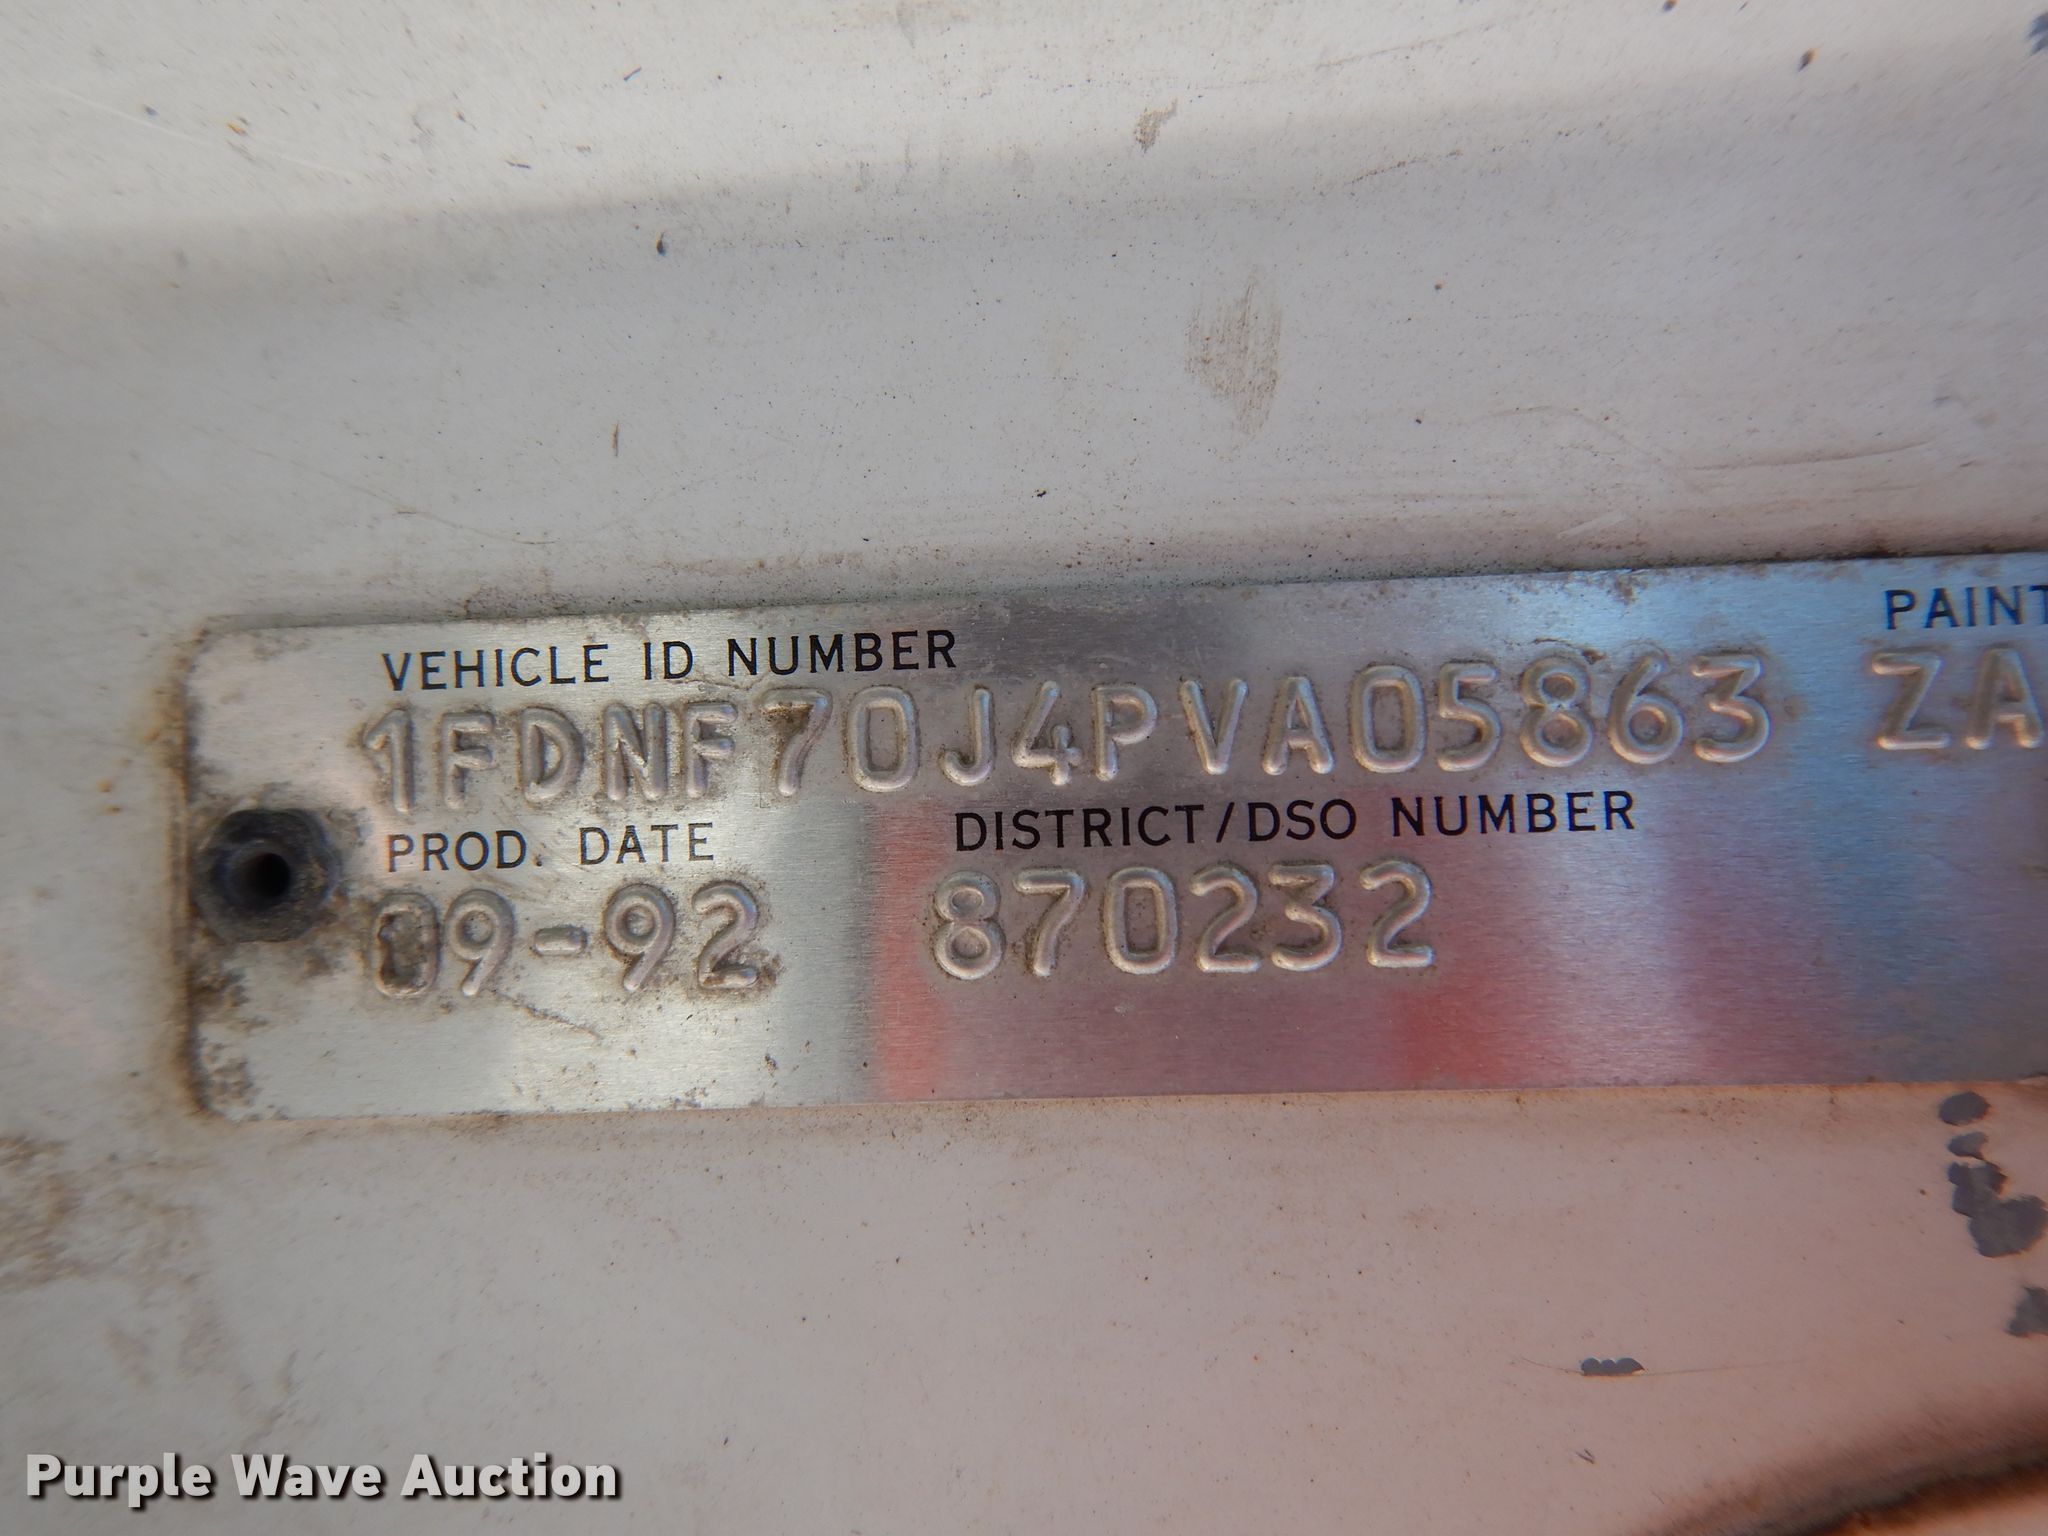 VEHICLE ID NUMBER PAINT
1FDNF70J4PVA05863 ZA
PROD. DATE DISTRICT/DSO NUMBER
09-92 870232
Purple Wave Auction